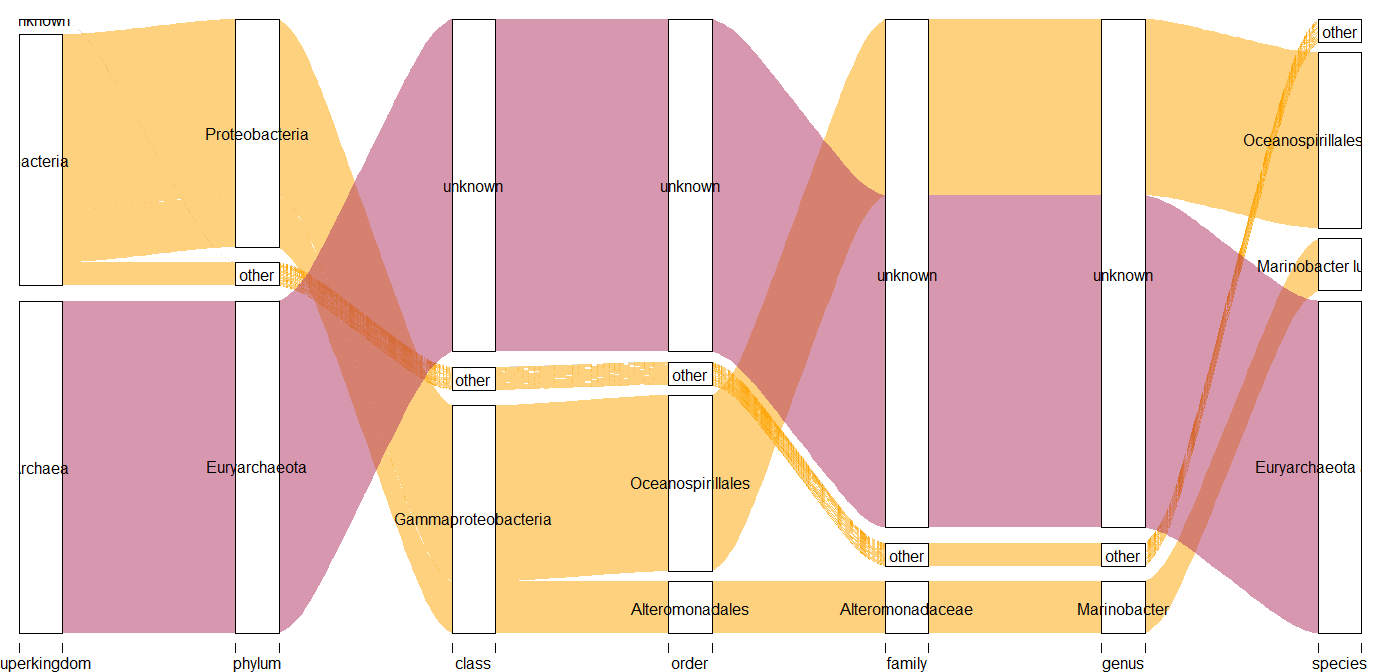 nknown
acteria
rchaea
Proteobacteria
other
Euryarchaeota
unknown
other
Gammaproteobacteria
unknown
other
Oceanospirillales
Alteromonadales
unknown
other
Alteromonadaceae
unknown
other
Marinobacter
other
Oceanospirillales
Marinobacter lu
Euryarchaeota
uperkingdom phylum class order family genus species